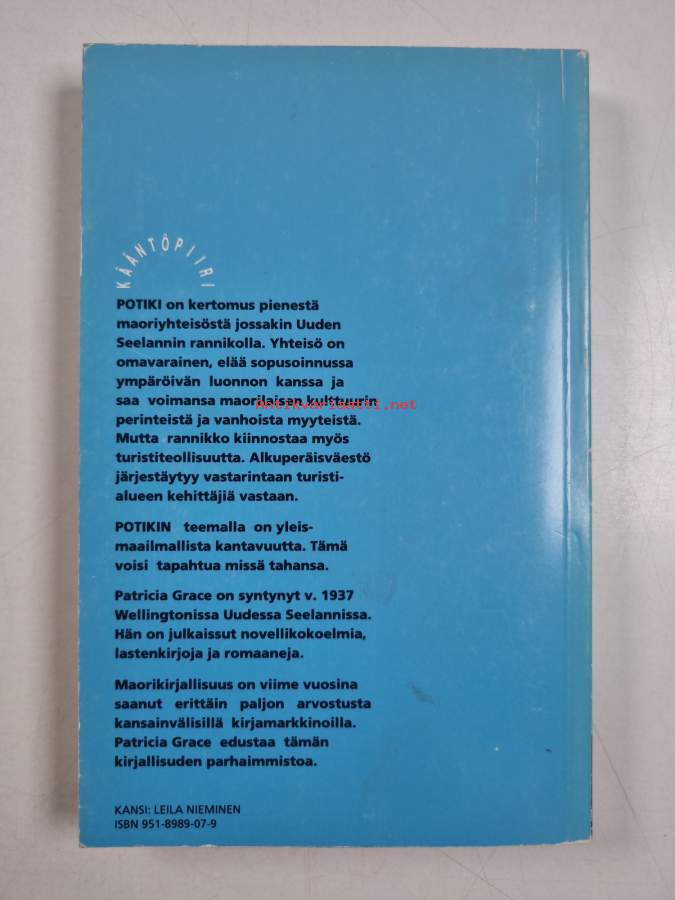 KÄÄNTÖPIIRI
POTIKI on kertomus pienestä
maoriyhteisöstä jossakin Uuden
Seelannin rannikolla. Yhteisö on
omavarainen, elää sopusoinnussa
ympäröivän luonnon kanssa ja
saa voimansa maorilaisen kulttuurin
perinteistä ja vanhoista myyteistä.
Mutta rannikko kiinnostaa myös
turistiteollisuutta. Alkuperäisväestö
järjestäytyy vastarintaan turisti-
alueen kehittäjiä vastaan.
POTIKIN teemalla on yleis-
maailmallista kantavuutta. Tämä
voisi tapahtua missä tahansa.
Patricia Grace on syntynyt v. 1937
Wellingtonissa Uudessa Seelannissa.
Hän on julkaissut novellikokoelmia,
lastenkirjoja ja romaaneja.
Maorikirjallisuus on viime vuosina
saanut erittäin paljon arvostusta
kansainvälisillä kirjamarkkinoilla.
Patricia Grace edustaa tämän
kirjallisuden parhaimmistoa.
KANSI: LEILA NIEMINEN
ISBN 951-8989-07-9
Antikvariaatti.net